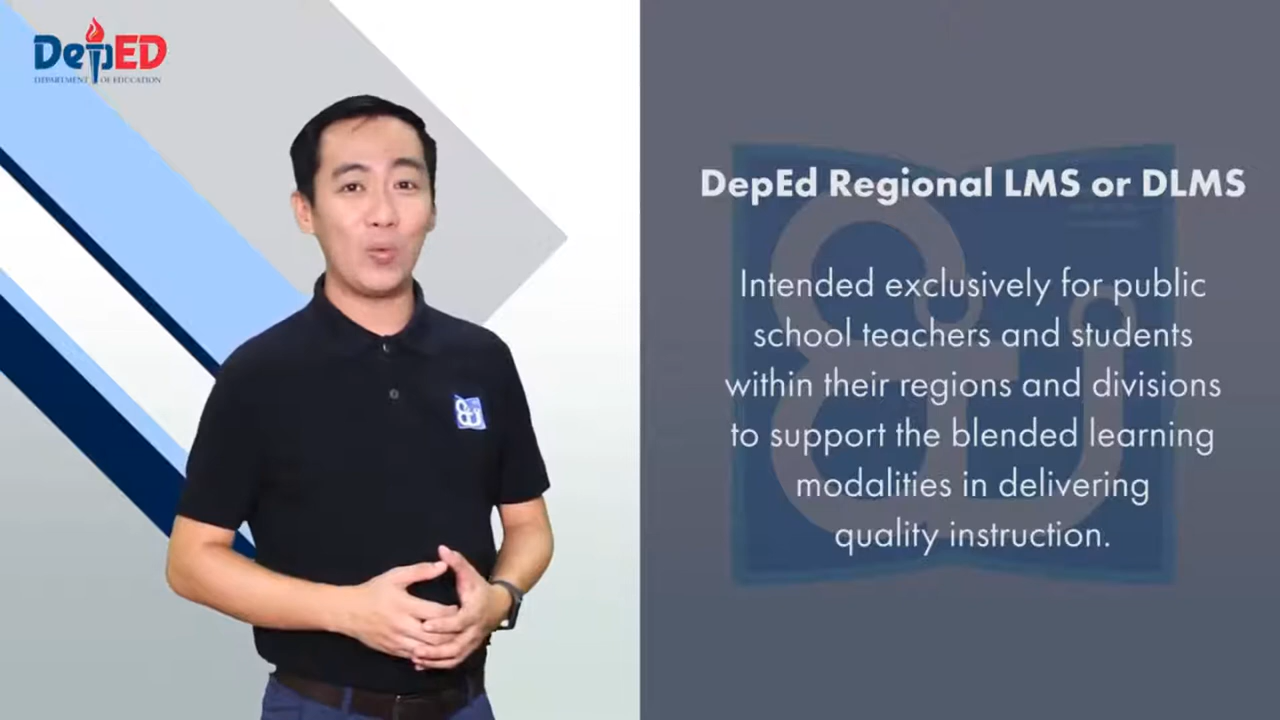 DepED
DEPARTMENT OF EDUCATION
DepEd Regional LMS or DLMS
Intended exclusively for public
school teachers and students
within their regions and divisions
to support the blended learning
modalities in delivering
quality instruction.